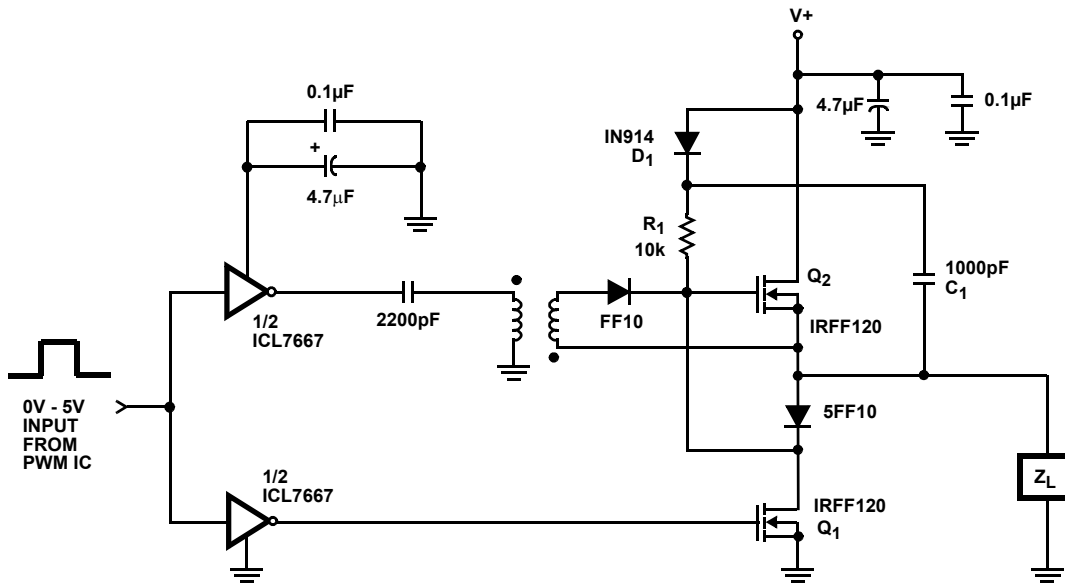 V+
0.1µF
+
4.7µF
4.7µF
0.1µF
IN914
D1
R1
10k
1000pF
C1
Q2
IRFF120
2200pF
FF10
1/2
ICL7667
0V - 5V
INPUT
FROM
PWM IC
5FF10
1/2
ICL7667
IRFF120
Q1
ZL